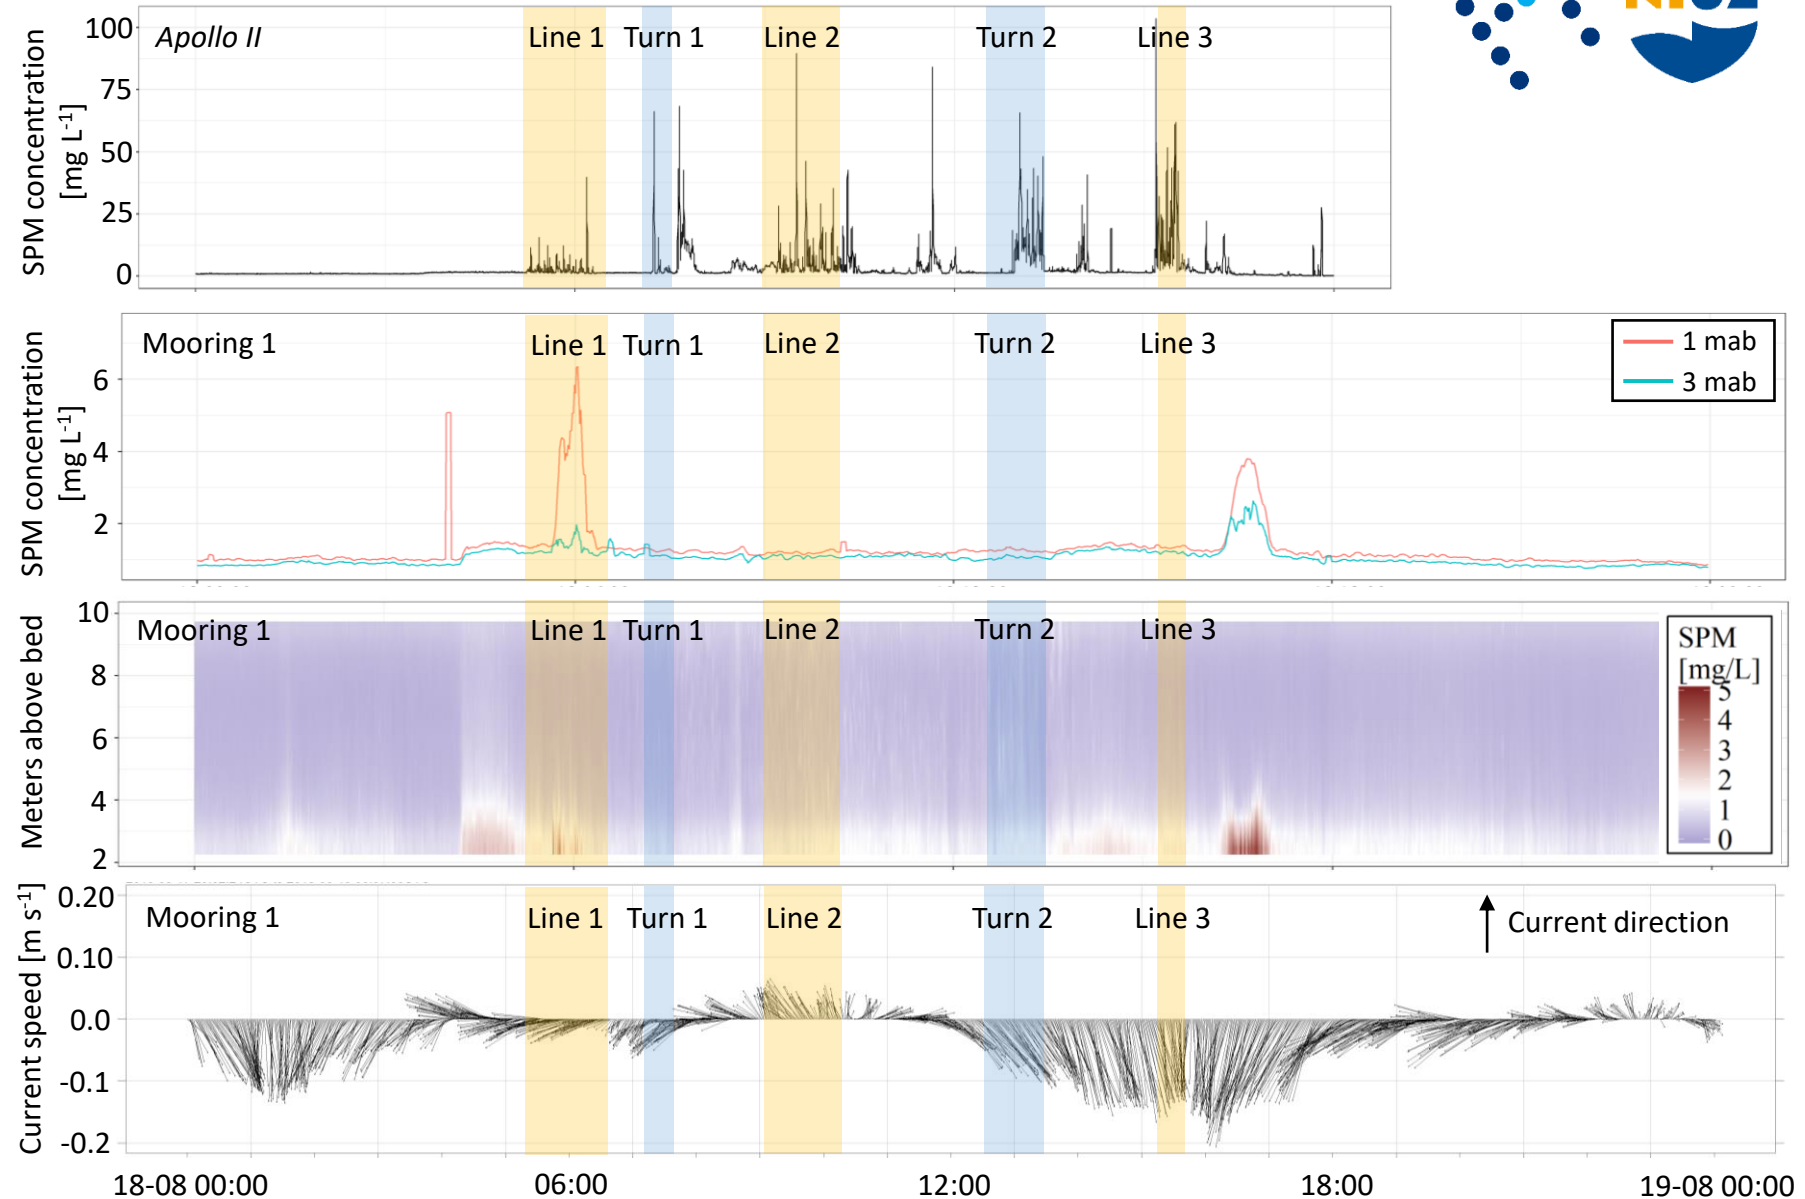 Apollo II
Line 1 Turn 1 Line 2 Turn 2 Line 3
SPM concentration
[mg L-1]
100
75
50
25
0
Mooring 1
Line 1 Turn 1 Line 2 Turn 2 Line 3
1 mab
3 mab
SPM concentration
[mg L-1]
6
4
2
Mooring 1
Line 1 Turn 1 Line 2 Turn 2 Line 3
Meters above bed
10
8
6
4
2
SPM
[mg/L]
5
4
3
2
1
0
Mooring 1
Line 1 Turn 1 Line 2 Turn 2 Line 3
Current direction
Current speed [m s-1]
0.20
0.10
0.0
-0.1
-0.2
18-08 00:00 06:00 12:00 18:00 19-08 00:00